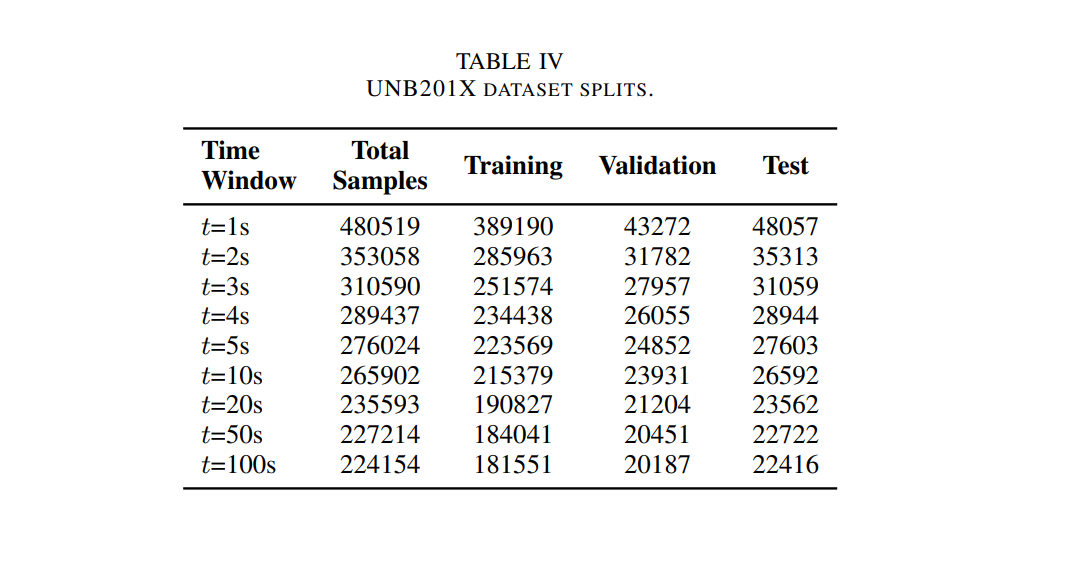 TABLE IV
UNB201X DATASET SPLITS.
Time Window Total Samples Training Validation Test
t=1s 480519 389190 43272 48057
t=2s 353058 285963 31782 35313
t=3s 310590 251574 27957 31059
t=4s 289437 234438 26055 28944
t=5s 276024 223569 24852 27603
t=10s 265902 215379 23931 26592
t=20s 235593 190827 21204 23562
t=50s 227214 184041 20451 22722
t=100s 224154 181551 20187 22416